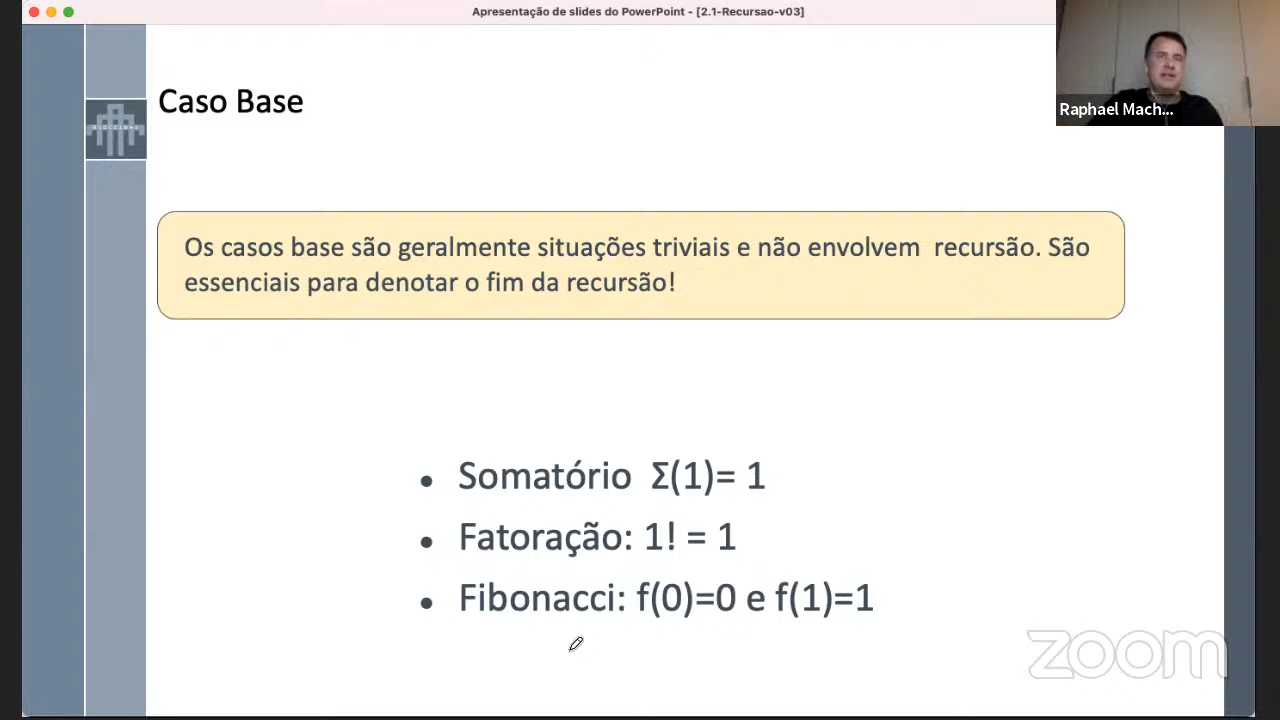 Apresentação de slides do PowerPoint - [2.1-Recursao-v03]
Raphael Mach...
Caso Base
Os casos base são geralmente situações triviais e não envolvem recursão. São
essenciais para denotar o fim da recursão!
• Somatório Σ(1)= 1
• Fatoração: 1! = 1
• Fibonacci: f(0)=0 e f(1)=1
zoom